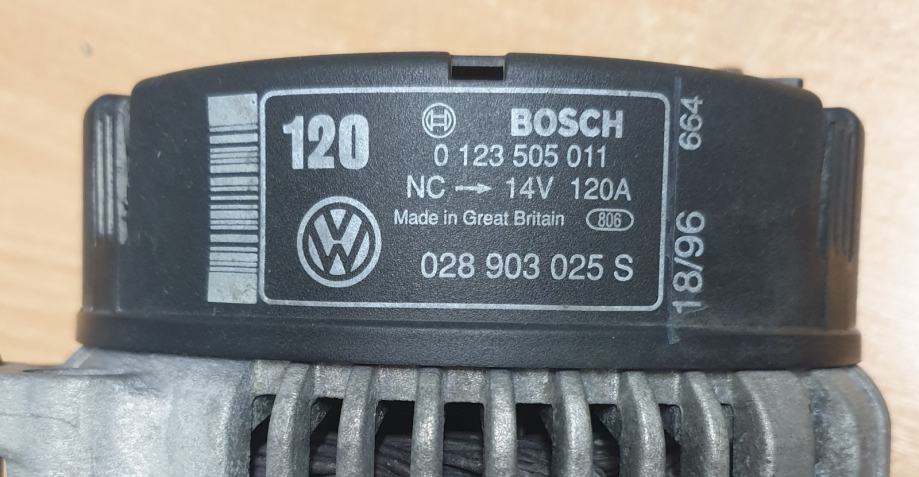 120
BOSCH
0 123 505 011
NC → 14V 120A
Made in Great Britain 806
VW
028 903 025 S
18/96 664